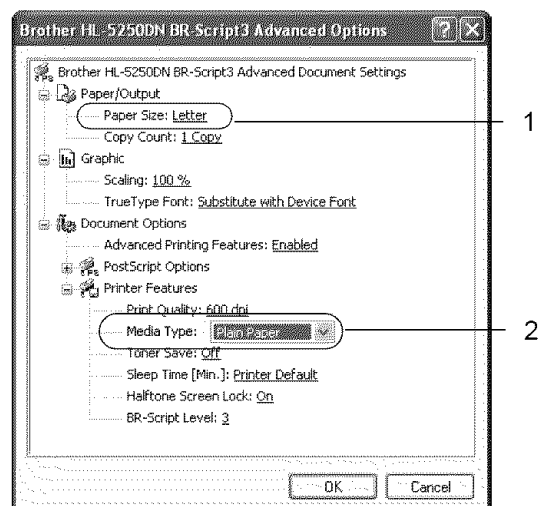 Brother HL-5250DN BR-Script3 Advanced Options
Brother HL-5250DN BR-Script3 Advanced Document Settings
Paper/Output
Paper Size: Letter
1
Copy Count: 1 Copy
Graphic
Scaling: 100 %
TrueType Font: Substitute with Device Font
Document Options
Advanced Printing Features: Enabled
PostScript Options
Printer Features
Print Quality: 600 dpi
Media Type: Plain Paper
2
Toner Save: Off
Sleep Time [Min.]: Printer Default
Halftone Screen Lock: On
BR-Script Level: 3
OK Cancel